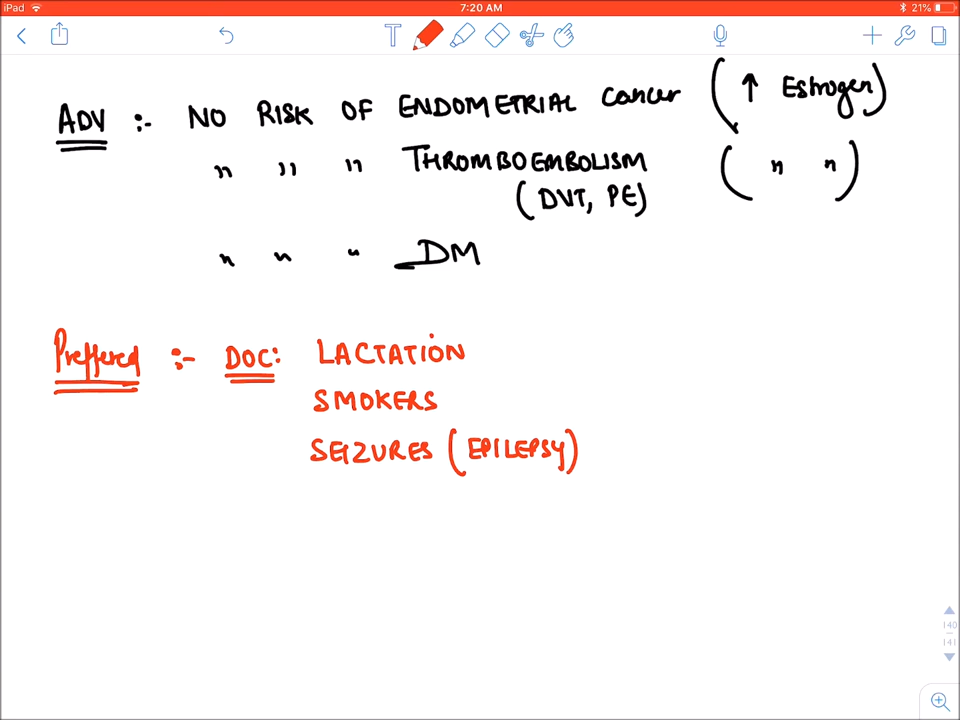 iPad 7:20 AM 21%
T
ADV :- NO RISK OF ENDOMETRIAL cancer (↑ Estrogen)
" " " THROMBOEMBOLISM (" ")
(DVT, PE)
" " " DM
Preffered :- DOC: LACTATION
SMOKERS
SEIZURES (EPILEPSY)
140
141